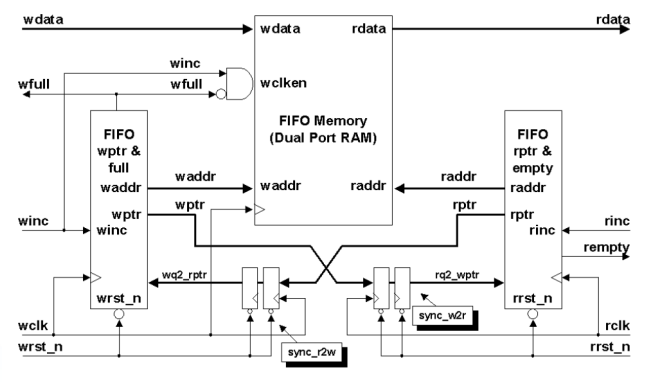 wdata
rdata
wdata
rdata
winc
wfull
wfull
wclken
FIFO Memory
(Dual Port RAM)
FIFO
wptr &
full
FIFO
rptr &
empty
waddr
waddr
waddr
raddr
raddr
raddr
wptr
wptr
rptr
rptr
winc
winc
rinc
rinc
rempty
wq2_rptr
rq2_wptr
wrst_n
rrst_n
sync_w2r
wclk
rclk
wrst_n
sync_r2w
rrst_n